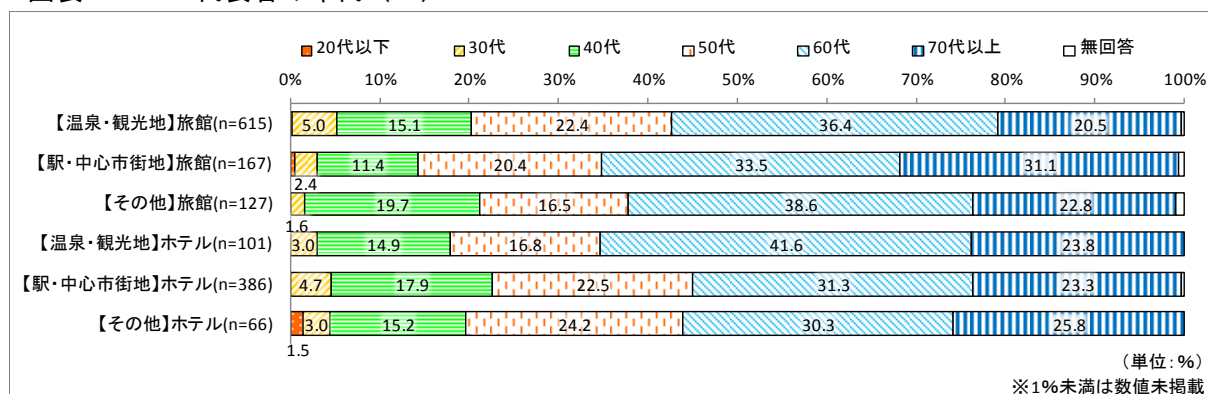 20代以下 30代 40代 50代 60代 70代以上 無回答
0% 10% 20% 30% 40% 50% 60% 70% 80% 90% 100%
【温泉・観光地】旅館(n=615) 5.0 15.1 22.4 36.4 20.5
【駅・中心市街地】旅館(n=167) 2.4 11.4 20.4 33.5 31.1
【その他】旅館(n=127) 1.6 19.7 16.5 38.6 22.8
【温泉・観光地】ホテル(n=101) 3.0 14.9 16.8 41.6 23.8
【駅・中心市街地】ホテル(n=386) 4.7 17.9 22.5 31.3 23.3
【その他】ホテル(n=66) 1.5 3.0 15.2 24.2 30.3 25.8
(単位:%)
※1%未満は数値未掲載